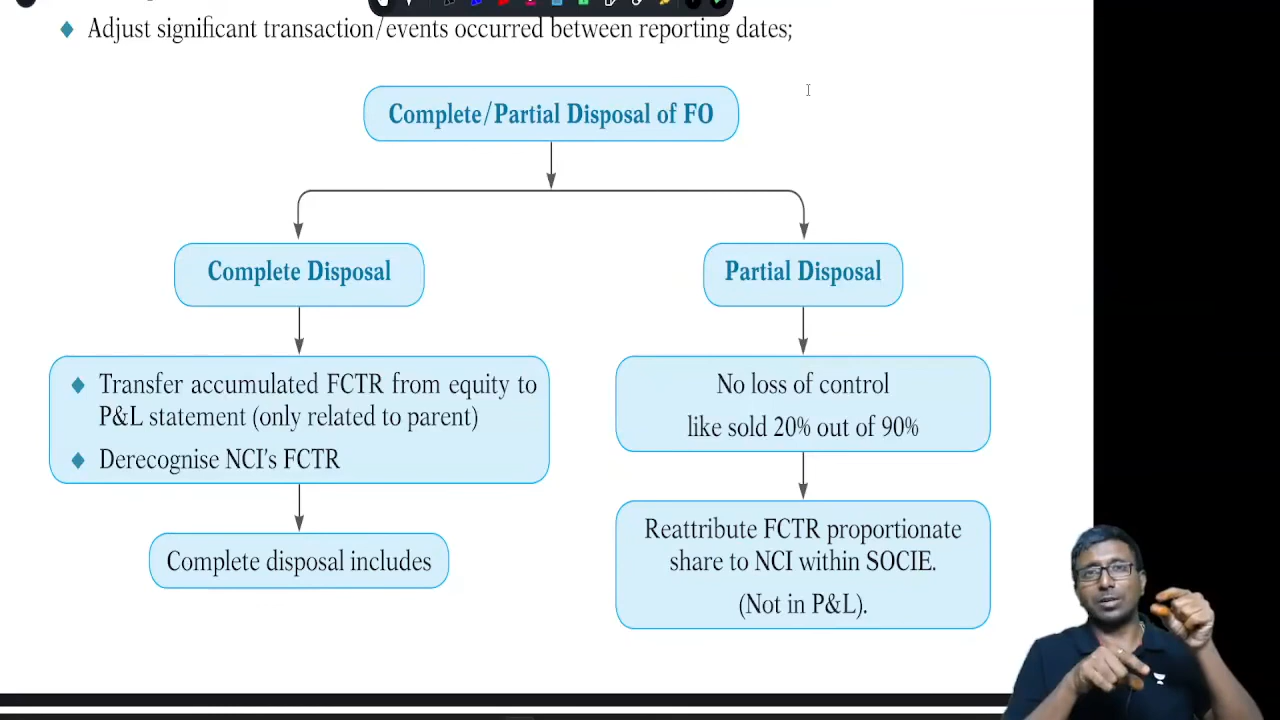 Adjust significant transaction/events occurred between reporting dates;
Complete/Partial Disposal of FO
Complete Disposal
Partial Disposal
Transfer accumulated FCTR from equity to
P&L statement (only related to parent)
Derecognise NCI's FCTR
No loss of control
like sold 20% out of 90%
Complete disposal includes
Reattribute FCTR proportionate
share to NCI within SOCIE.
(Not in P&L).